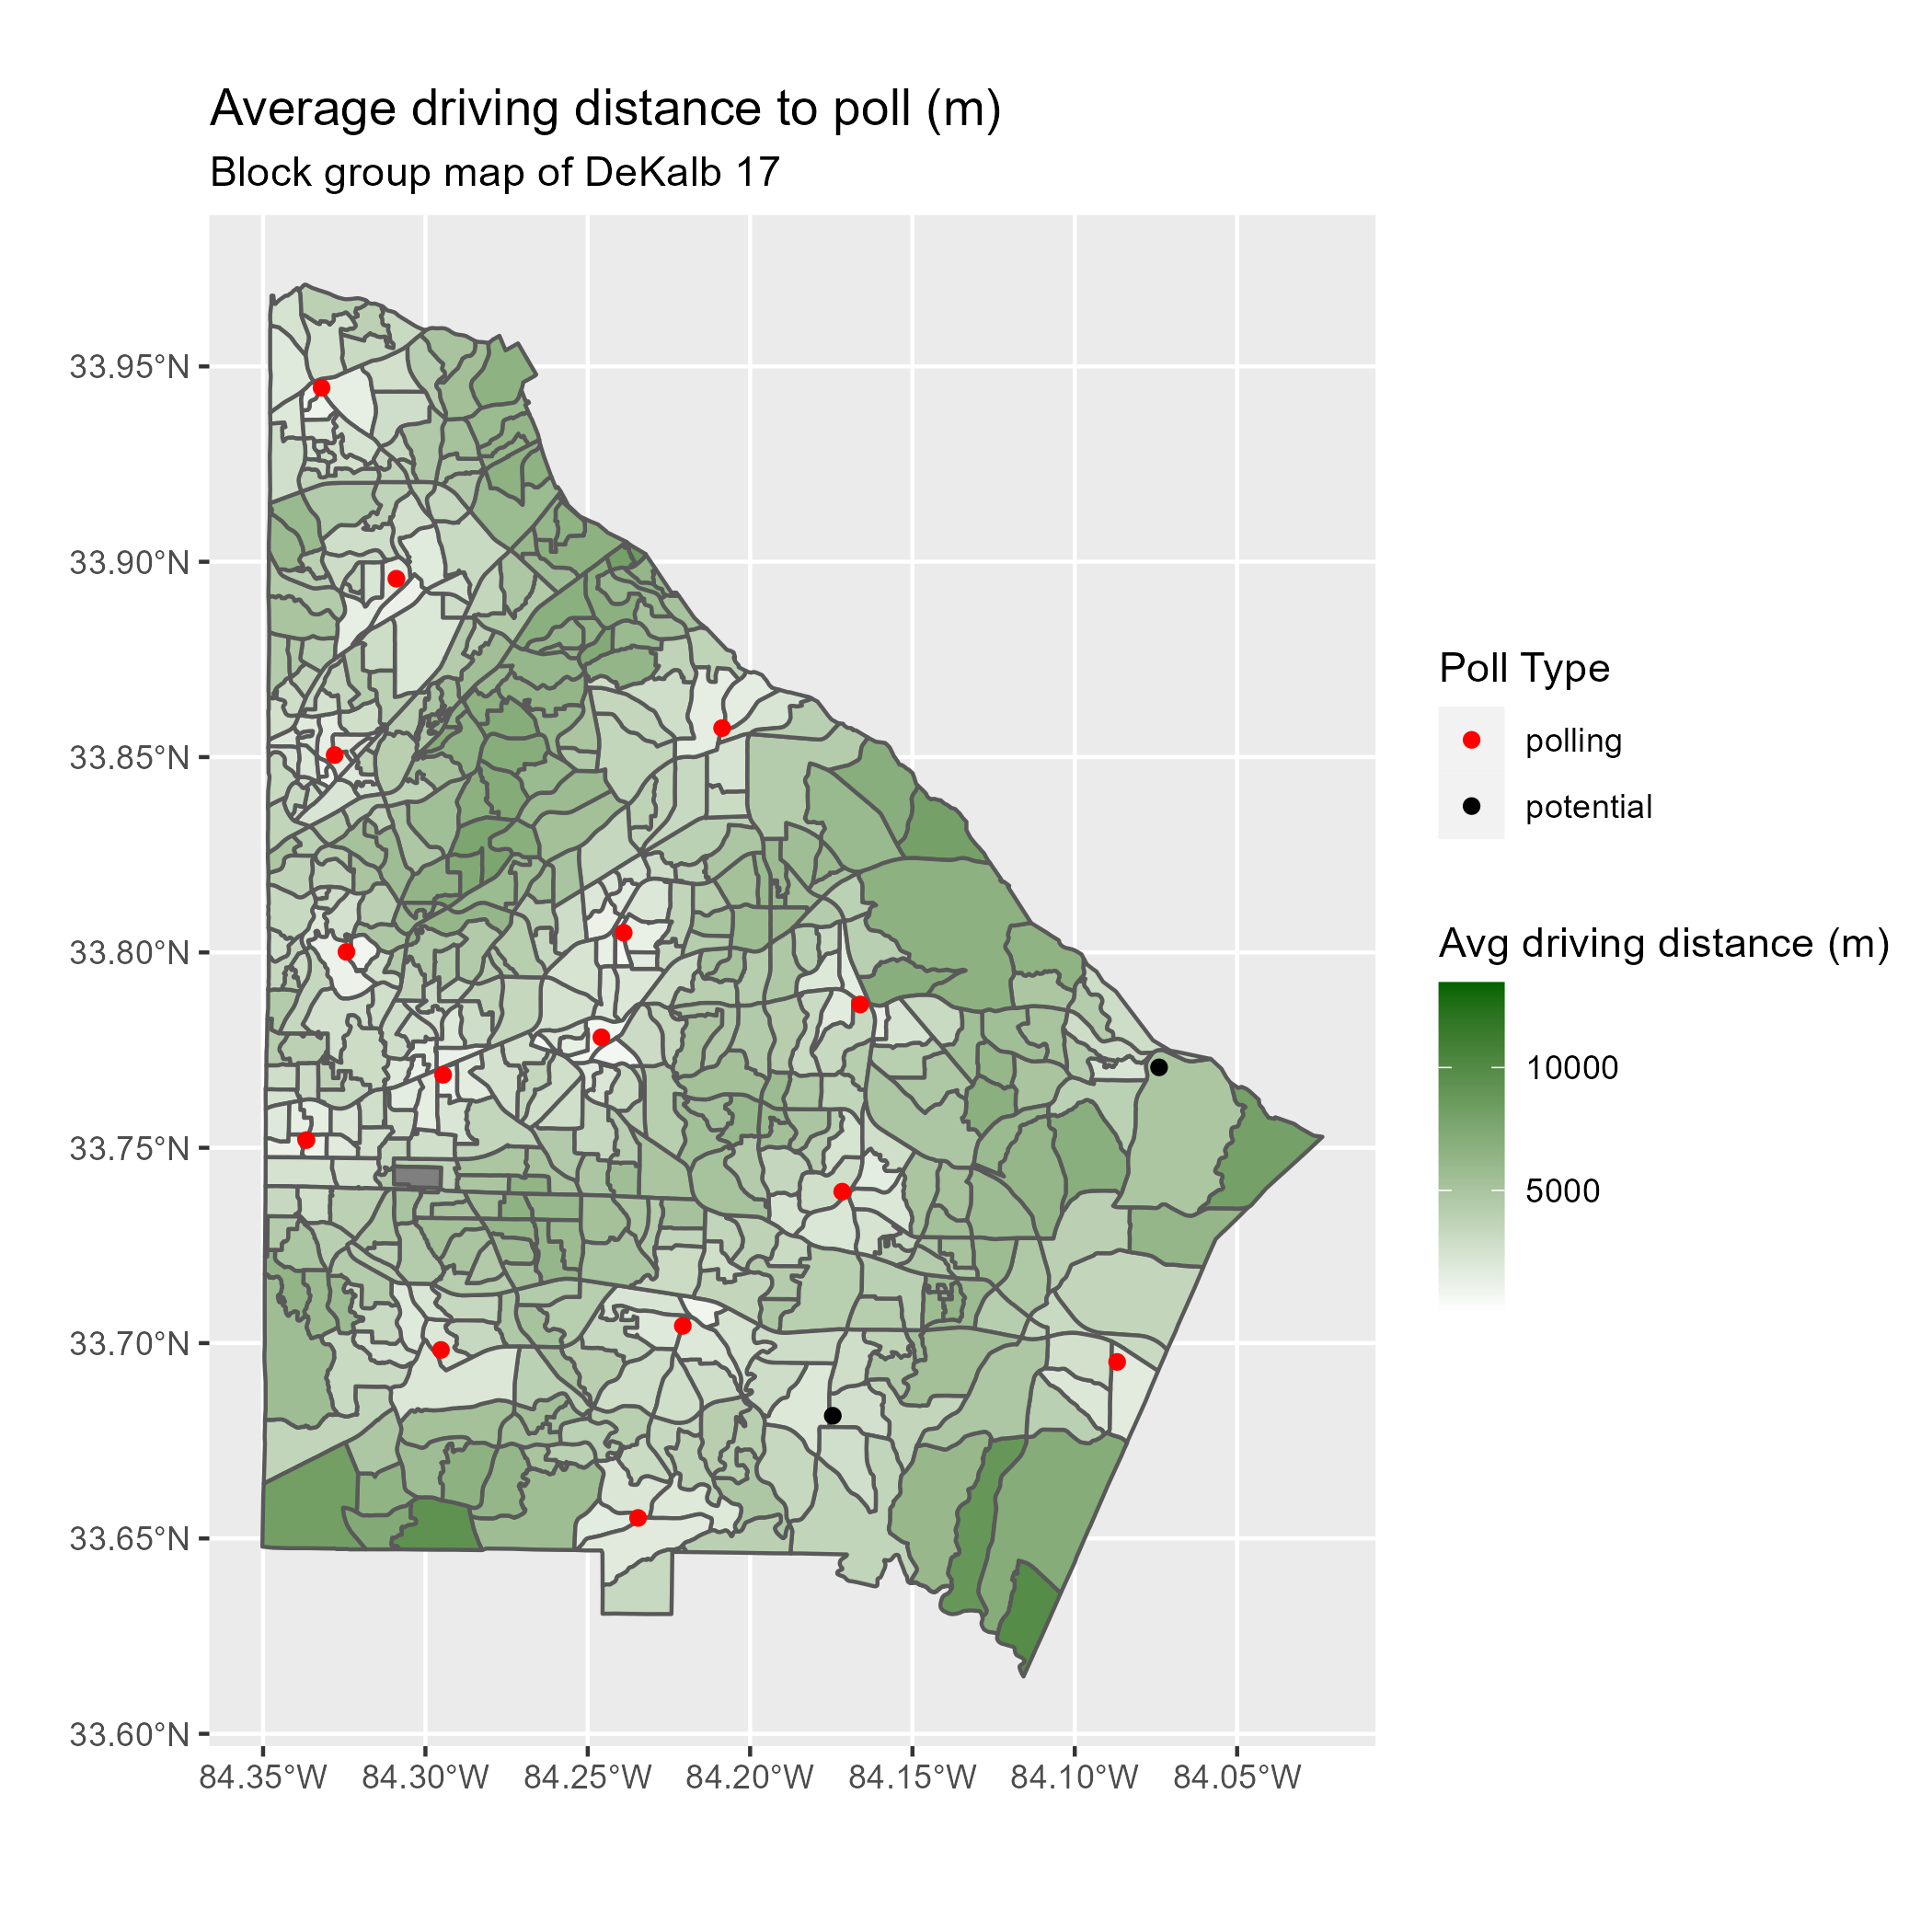 Average driving distance to poll (m)
Block group map of DeKalb 17
33.95°N
33.90°N
33.85°N
33.80°N
33.75°N
33.70°N
33.65°N
33.60°N
84.35°W 84.30°W 84.25°W 84.20°W 84.15°W 84.10°W 84.05°W
Poll Type
polling
potential
Avg driving distance (m)
10000
5000